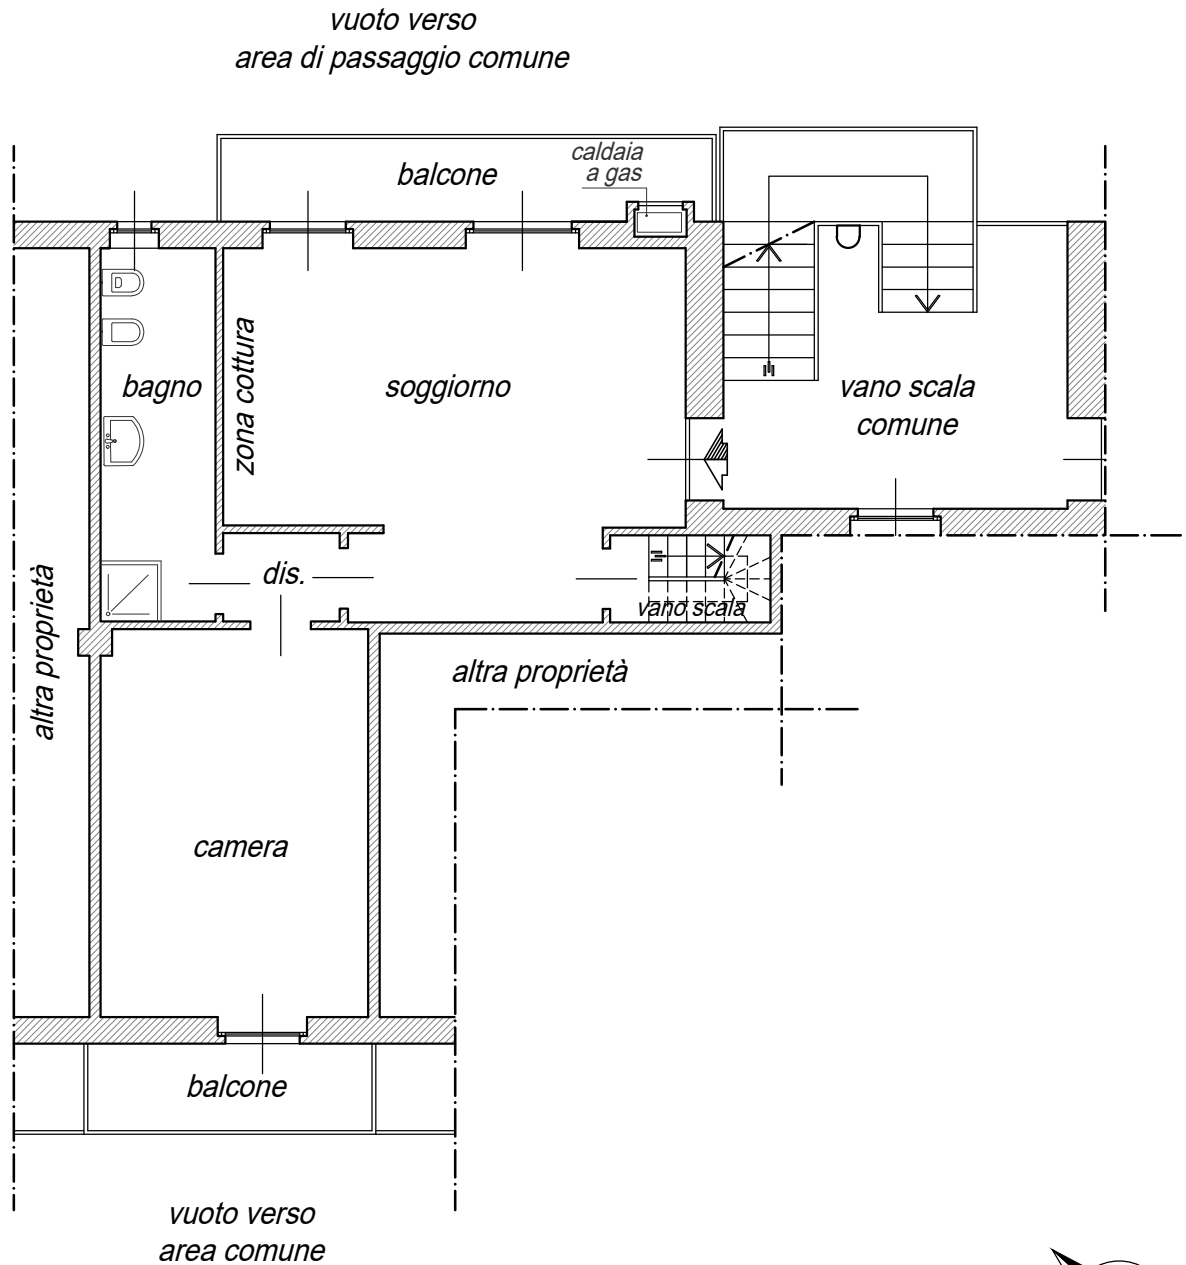 vuoto verso
area di passaggio comune
balcone
caldaia
a gas
bagno
zona cottura
soggiorno
vano scala
comune
altra proprietà
dis.
vano scala
altra proprietà
camera
balcone
vuoto verso
area comune